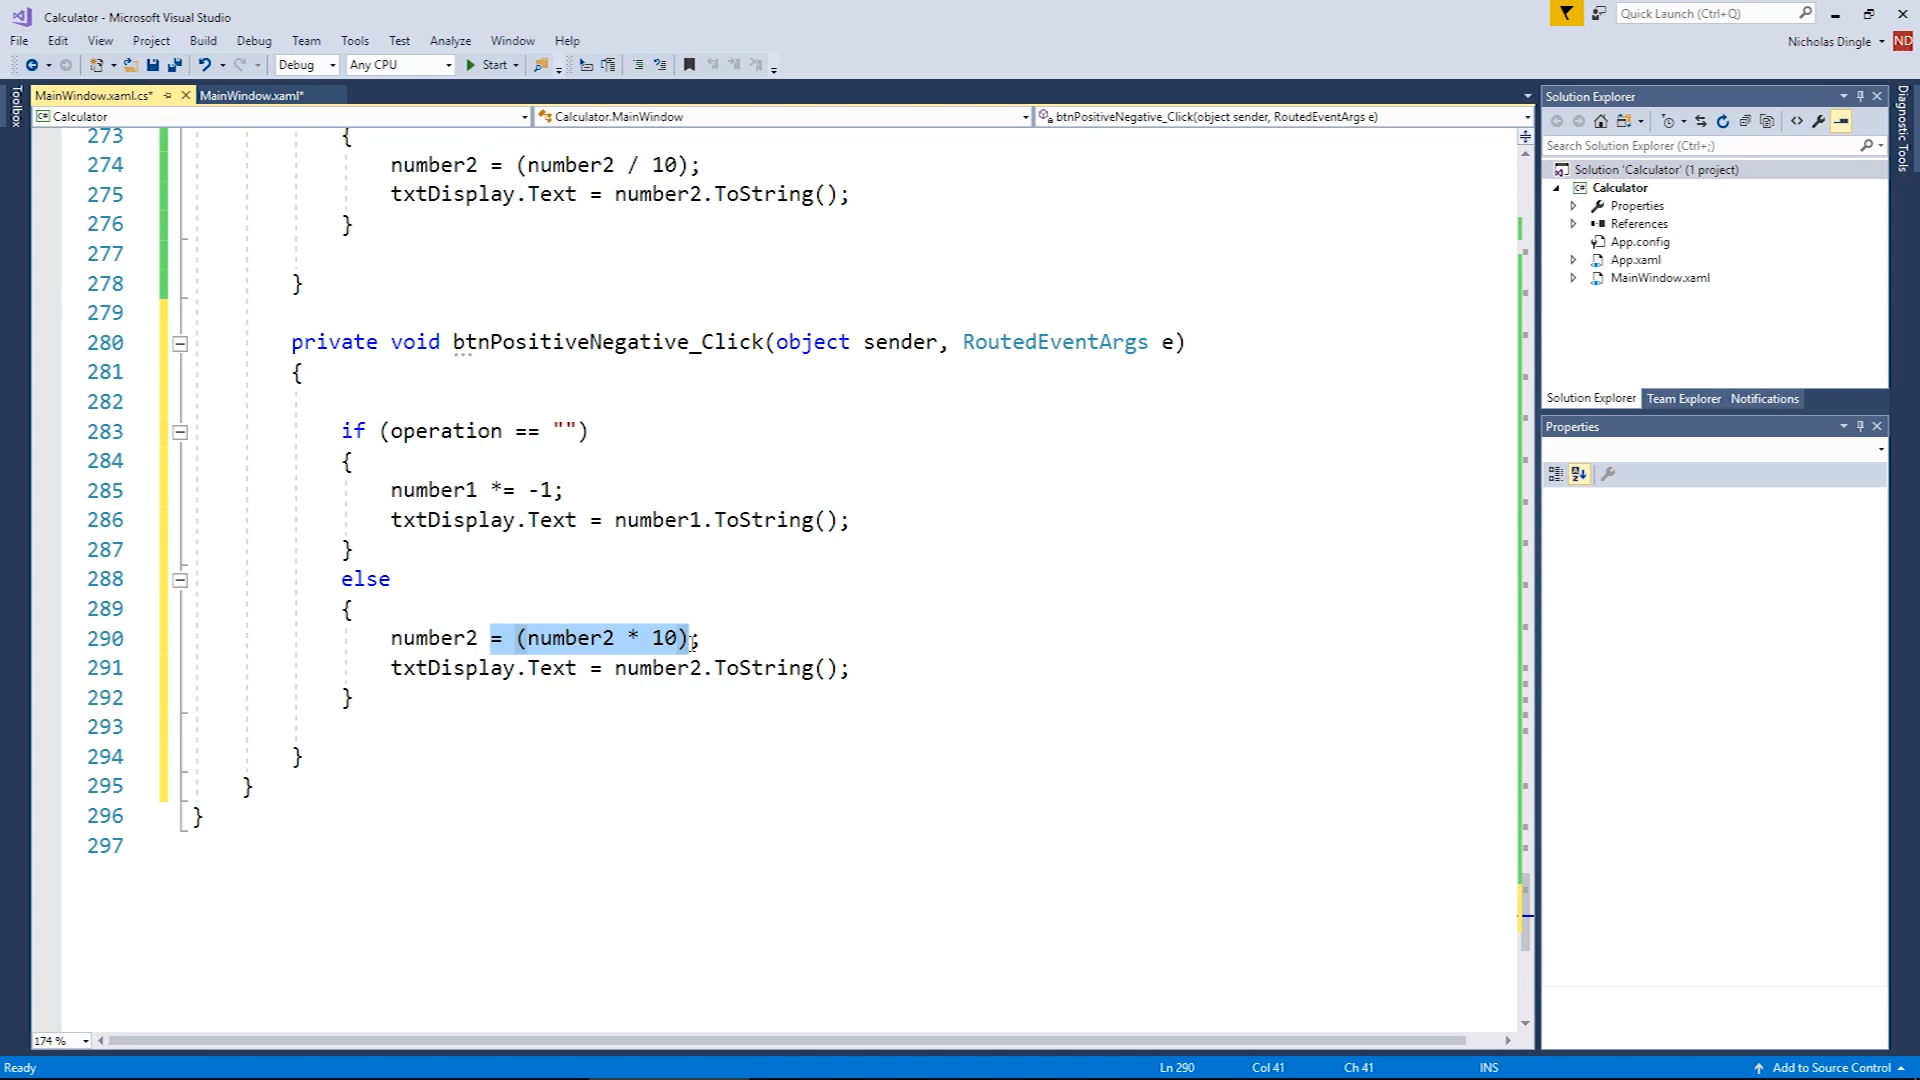 Calculator - Microsoft Visual Studio
Quick Launch (Ctrl+Q)
File Edit View Project Build Debug Team Tools Test Analyze Window Help
Nicholas Dingle ND
Debug Any CPU Start
Toolbox
MainWindow.xaml.cs* MainWindow.xaml*
Calculator Calculator.MainWindow btnPositiveNegative_Click(object sender, RoutedEventArgs e)
273 {
274 number2 = (number2 / 10);
275 txtDisplay.Text = number2.ToString();
276 }
277
278 }
279
280 private void btnPositiveNegative_Click(object sender, RoutedEventArgs e)
281 {
282
283 if (operation == "")
284 {
285 number1 *= -1;
286 txtDisplay.Text = number1.ToString();
287 }
288 else
289 {
290 number2 = (number2 * 10);
291 txtDisplay.Text = number2.ToString();
292 }
293
294 }
295 }
296 }
297
174 %
Solution Explorer
Search Solution Explorer (Ctrl+;)
Solution 'Calculator' (1 project)
Calculator
Properties
References
App.config
App.xaml
MainWindow.xaml
Solution Explorer Team Explorer Notifications
Properties
Diagnostic Tools
Ready Ln 290 Col 41 Ch 41 INS Add to Source Control